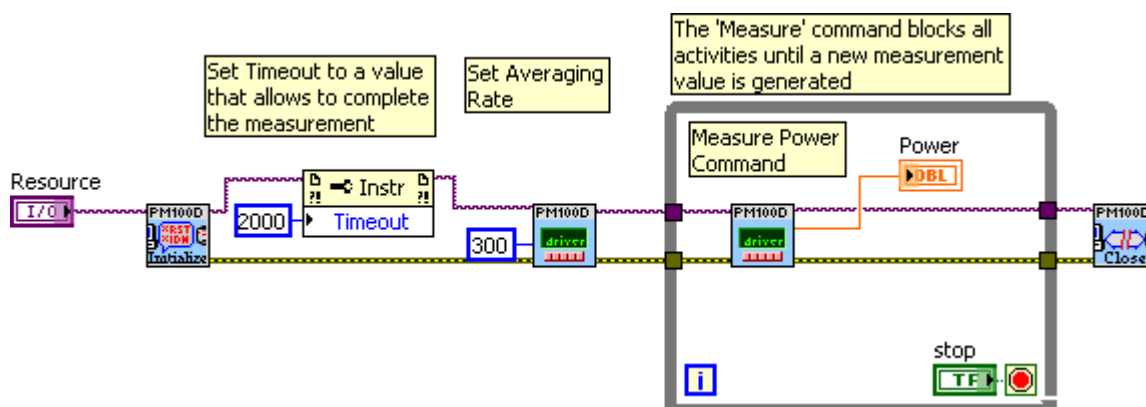 The 'Measure' command blocks all
activities until a new measurement
value is generated
Set Timeout to a value
that allows to complete
the measurement
Set Averaging
Rate
Measure Power
Command
Power
DBL
Resource
I/O
PM100D
*RST
*IDN
Initialize
Instr
2000
Timeout
300
PM100D
driver
PM100D
driver
PM100D
Close
stop
TF
i